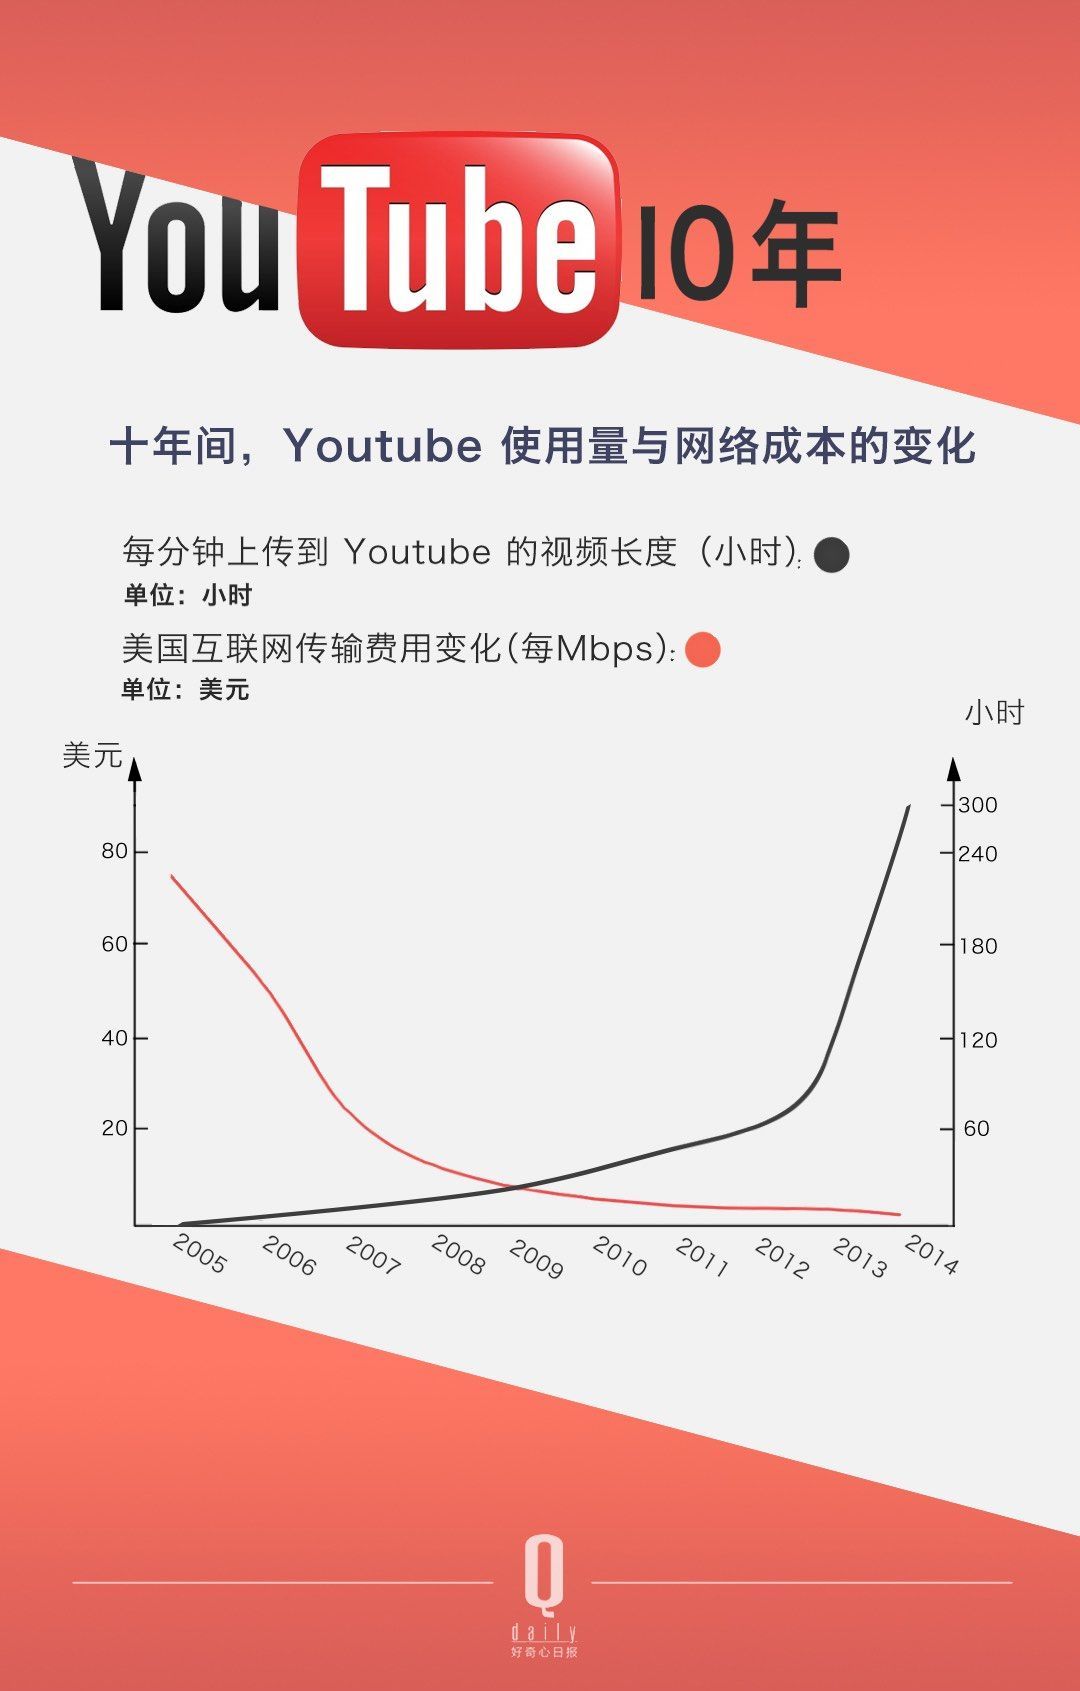 YouTube 10年
十年间，Youtube 使用量与网络成本的变化
每分钟上传到 Youtube 的视频长度（小时）:
单位：小时
美国互联网传输费用变化（每Mbps）:
单位：美元
小时
美元
300
80
240
60
180
40
120
20
60
2005 2006 2007 2008 2009 2010 2011 2012 2013 2014
Q
daily
好奇心日报